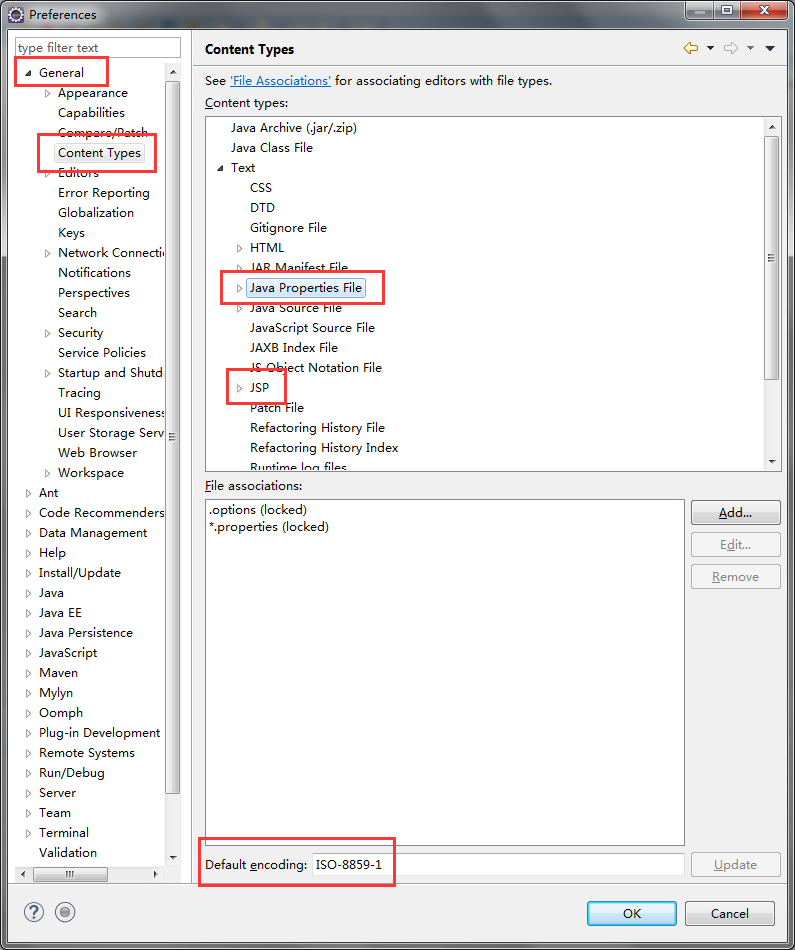 Preferences
type filter text
General
Appearance
Capabilities
Compare/Patch
Content Types
Editors
Error Reporting
Globalization
Keys
Network Connectic
Notifications
Perspectives
Search
Security
Service Policies
Startup and Shutd
Tracing
UI Responsiveness
User Storage Serv
Web Browser
Workspace
Ant
Code Recommenders
Data Management
Help
Install/Update
Java
Java EE
Java Persistence
JavaScript
Maven
Mylyn
Oomph
Plug-in Development
Remote Systems
Run/Debug
Server
Team
Terminal
Validation
Content Types
See 'File Associations' for associating editors with file types.
Content types:
Java Archive (.jar/.zip)
Java Class File
Text
CSS
DTD
Gitignore File
HTML
JAR Manifest File
Java Properties File
Java Source File
JavaScript Source File
JAXB Index File
JS Object Notation File
JSP
Patch File
Refactoring History File
Refactoring History Index
Runtime log files
File associations:
.options (locked)
*.properties (locked)
Add...
Edit...
Remove
Default encoding: ISO-8859-1
Update
OK
Cancel